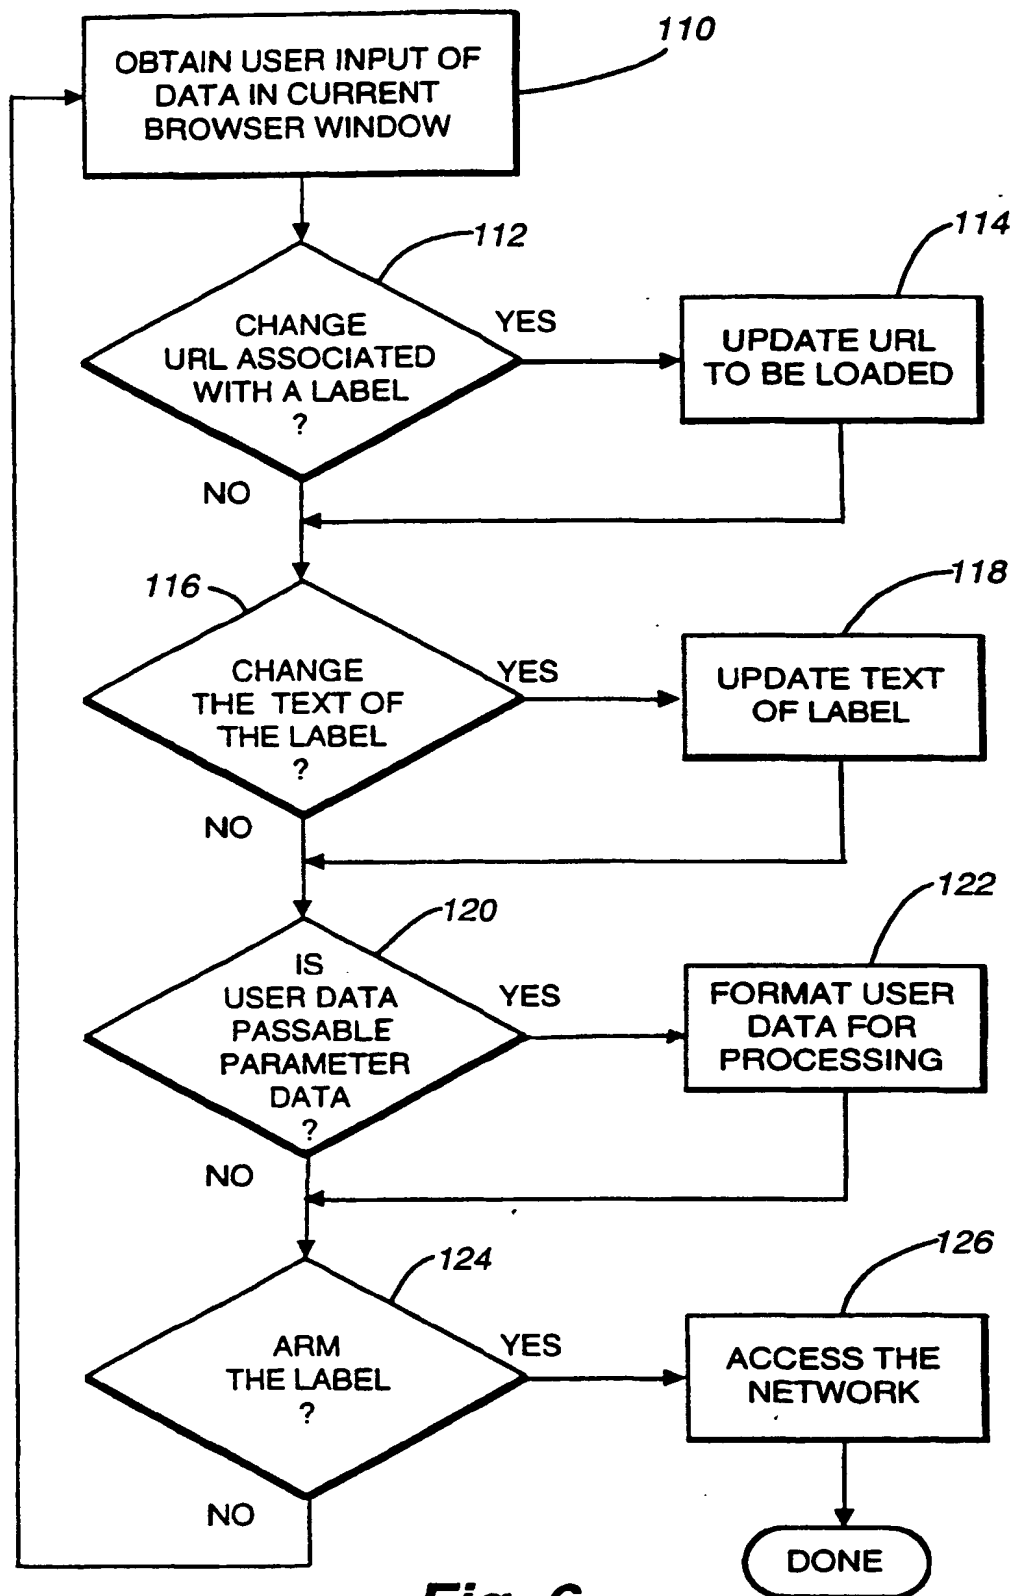 110
OBTAIN USER INPUT OF
DATA IN CURRENT
BROWSER WINDOW
112
CHANGE
URL ASSOCIATED
WITH A LABEL
?
YES
NO
114
UPDATE URL
TO BE LOADED
116
CHANGE
THE TEXT OF
THE LABEL
?
YES
NO
118
UPDATE TEXT
OF LABEL
120
IS
USER DATA
PASSABLE
PARAMETER
DATA
?
YES
NO
122
FORMAT USER
DATA FOR
PROCESSING
124
ARM
THE LABEL
?
YES
NO
126
ACCESS THE
NETWORK
DONE
Fig. 6